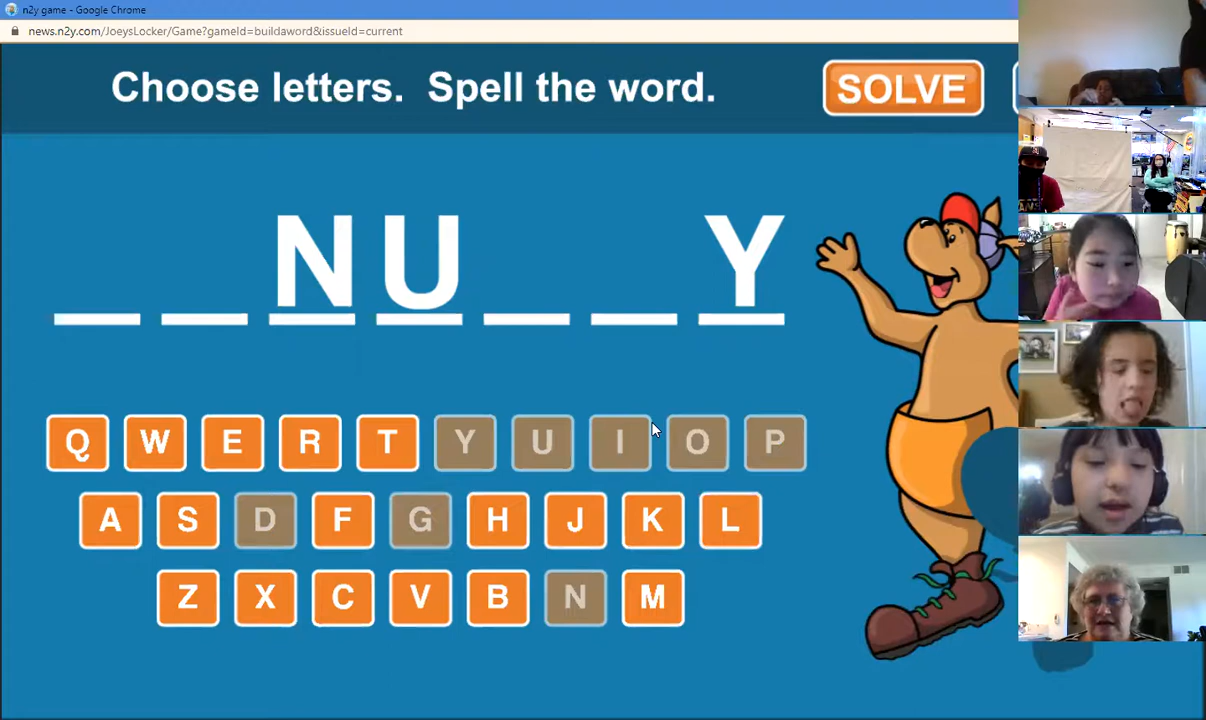 n2y game - Google Chrome
news.n2y.com/JoeysLocker/Game?gameId=buildaword&issueId=current
Choose letters. Spell the word.
SOLVE
_ _ N U _ _ Y
Q W E R T Y U I O P
A S D F G H J K L
Z X C V B N M